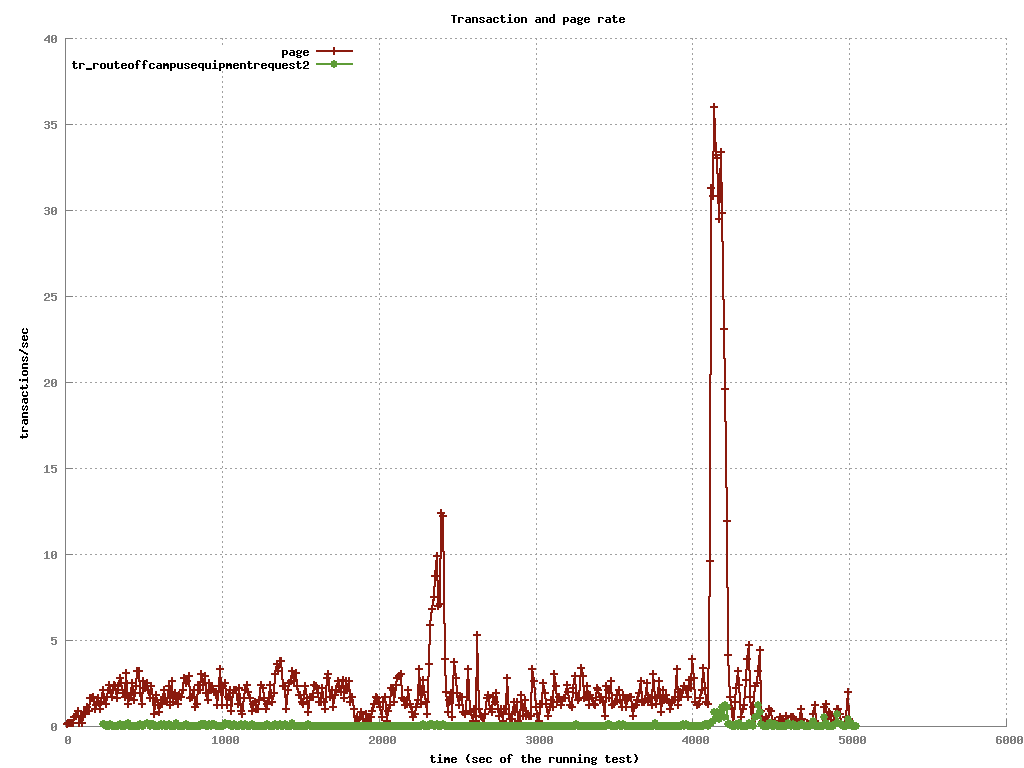 Transaction and page rate
page
tr_routeoffcampusequipmentrequest2
40
35
30
25
20
15
10
5
0
transactions/sec
0 1000 2000 3000 4000 5000 6000
time (sec of the running test)